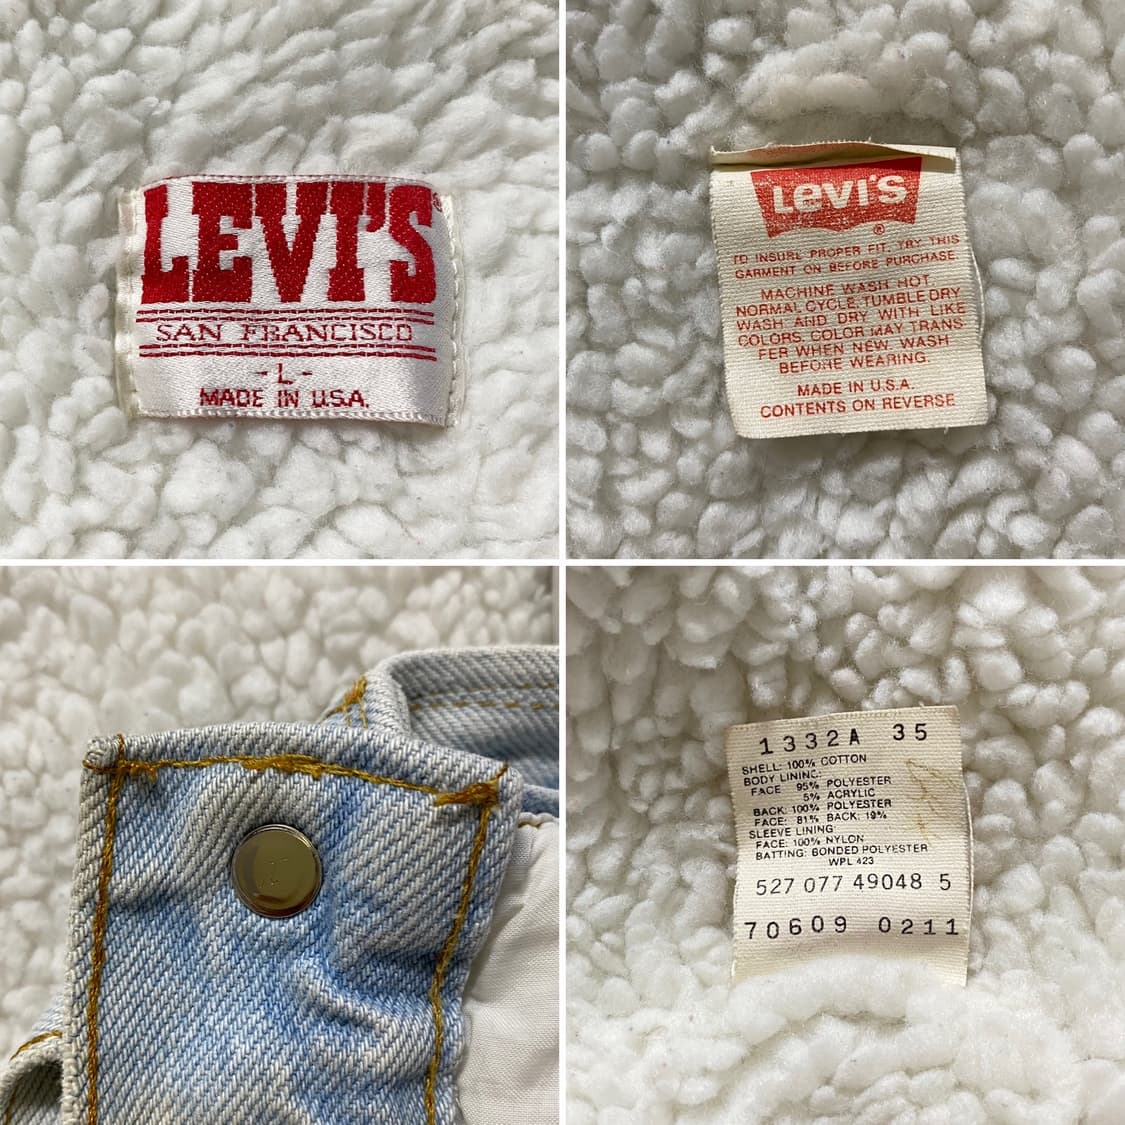 LEVI'S®
SAN FRANCISCO
-L-
MADE IN U.S.A.
Levi's
®
TO INSURE PROPER FIT, TRY THIS
GARMENT ON BEFORE PURCHASE
MACHINE WASH HOT,
NORMAL CYCLE, TUMBLE DRY
WASH AND DRY WITH LIKE
COLORS. COLOR MAY TRANS-
FER WHEN NEW. WASH
BEFORE WEARING.
MADE IN U.S.A.
CONTENTS ON REVERSE
1332A 35
SHELL: 100% COTTON
BODY LINING:
FACE 95% POLYESTER
5% ACRYLIC
BACK: 100% POLYESTER
FACE: 81% BACK: 19%
SLEEVE LINING:
FACE: 100% NYLON
BATTING: BONDED POLYESTER
WPL 423
527 077 49048 5
70609 0211